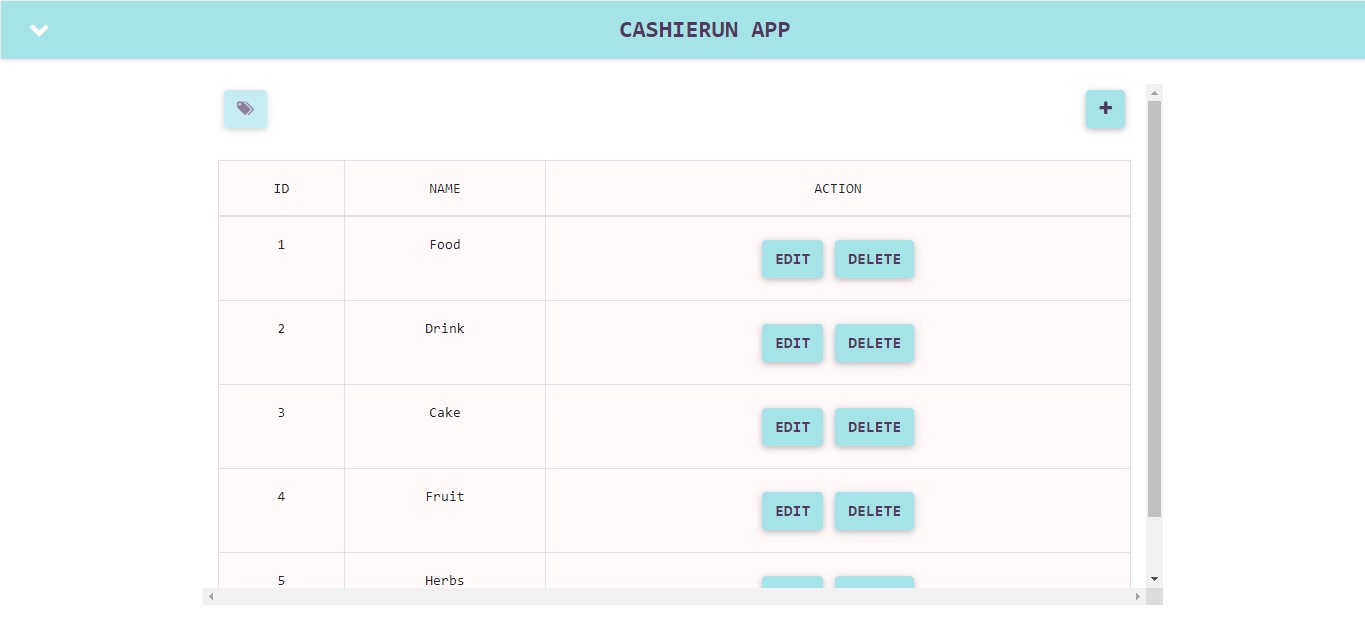 CASHIERUN APP
ID NAME ACTION
1 Food EDIT DELETE
2 Drink EDIT DELETE
3 Cake EDIT DELETE
4 Fruit EDIT DELETE
5 Herbs